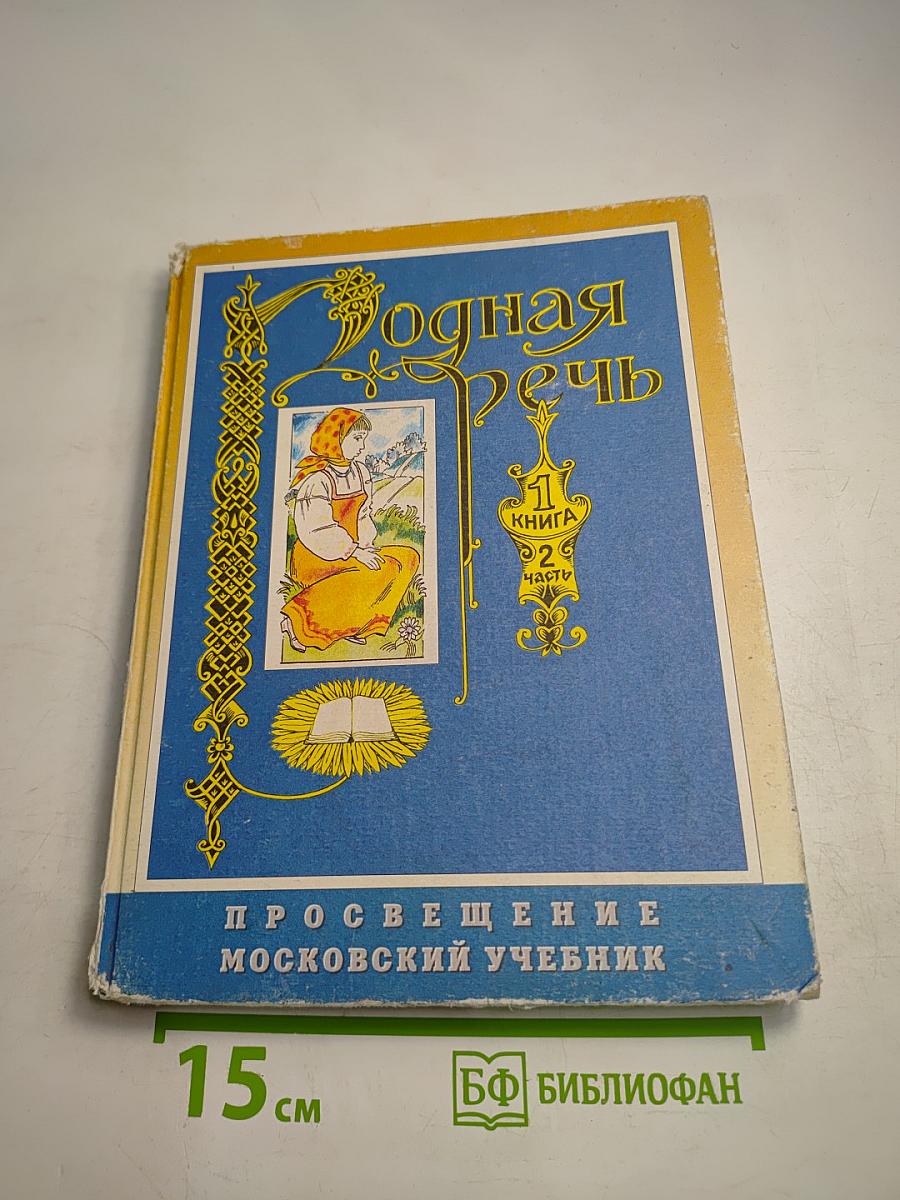 Родная
речь
1
КНИГА
2
часть
ПРОСВЕЩЕНИЕ
МОСКОВСКИЙ УЧЕБНИК
15 см
БФ БИБЛИОФАН